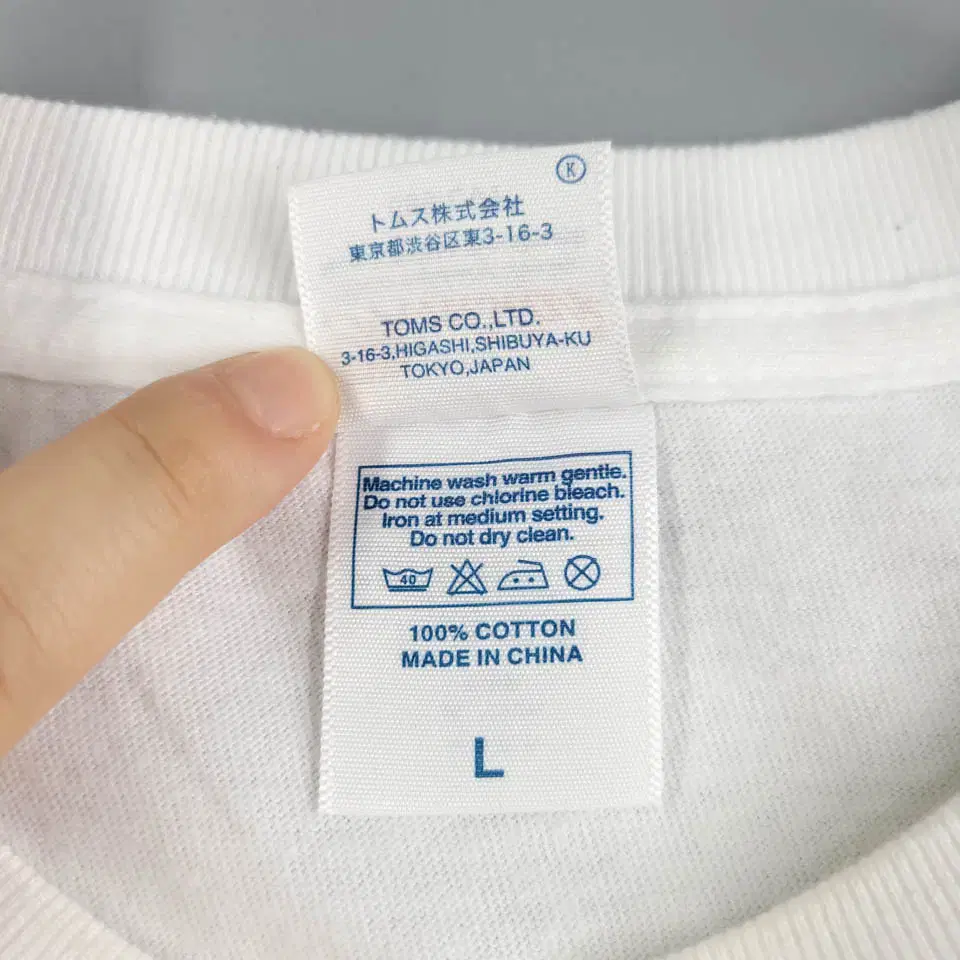 K
トムス株式会社
東京都渋谷区東3-16-3
TOMS CO.,LTD.
3-16-3,HIGASHI,SHIBUYA-KU
TOKYO,JAPAN
Machine wash warm gentle.
Do not use chlorine bleach.
Iron at medium setting.
Do not dry clean.
40
100% COTTON
MADE IN CHINA
L